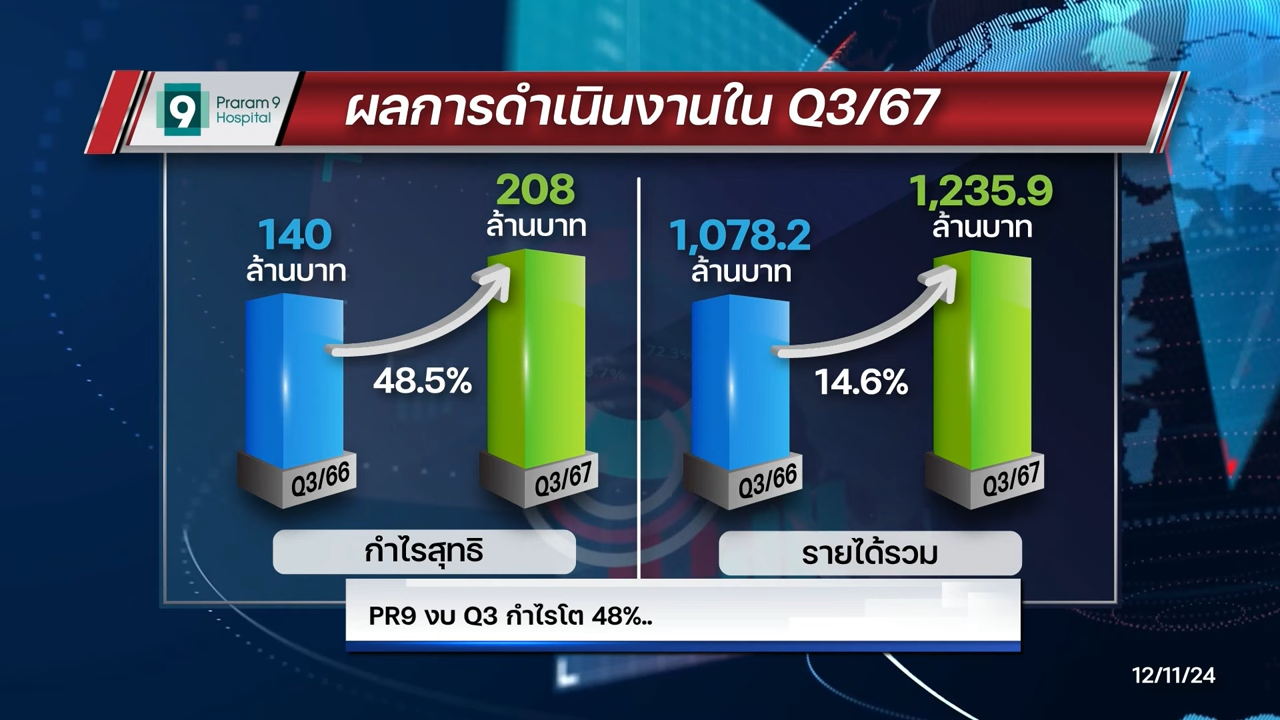 9 Praram 9
Hospital
ผลการดำเนินงานใน Q3/67
140
ล้านบาท
208
ล้านบาท
48.5%
Q3/66
Q3/67
กำไรสุทธิ
1,078.2
ล้านบาท
1,235.9
ล้านบาท
14.6%
Q3/66
Q3/67
รายได้รวม
PR9 งบ Q3 กำไรโต 48%..
12/11/24